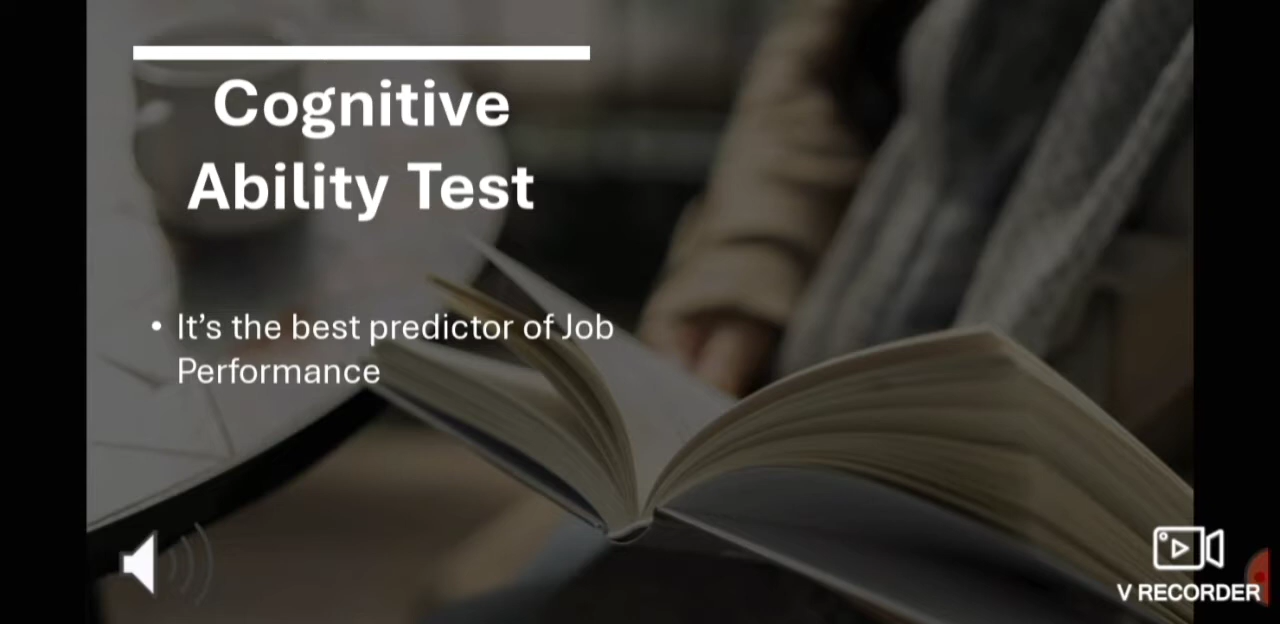 Cognitive
Ability Test
• It’s the best predictor of Job
Performance
V RECORDER